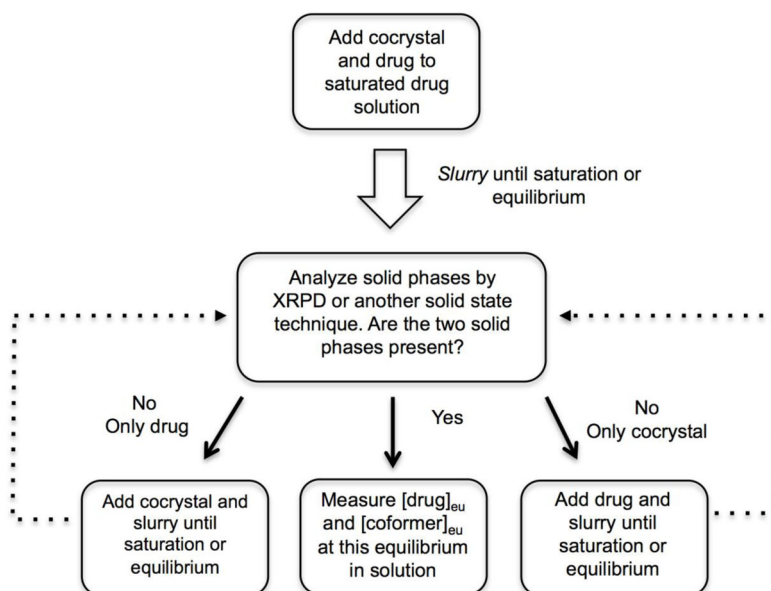 Add cocrystal
and drug to
saturated drug
solution
Slurry until saturation or
equilibrium
Analyze solid phases by
XRPD or another solid state
technique. Are the two solid
phases present?
No
Only drug
Yes
No
Only cocrystal
Add cocrystal and
slurry until
saturation or
equilibrium
Measure [drug]eu
and [coformer]eu
at this equilibrium
in solution
Add drug and
slurry until
saturation or
equilibrium